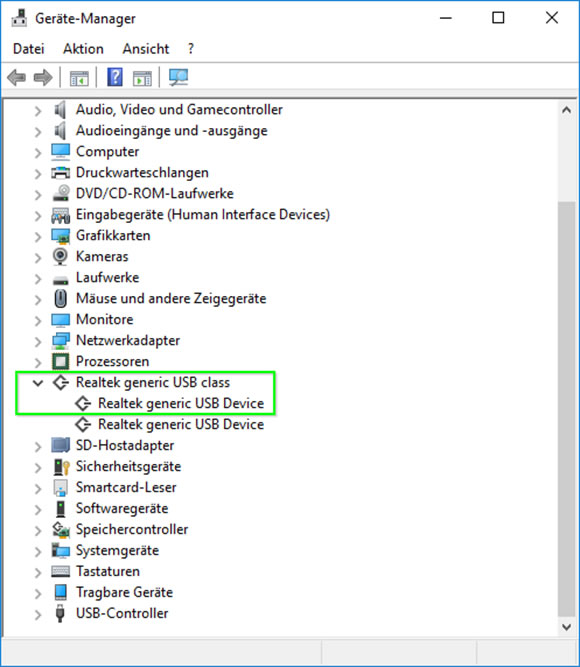 Geräte-Manager
Datei Aktion Ansicht ?
Audio, Video und Gamecontroller
Audioeingänge und -ausgänge
Computer
Druckwarteschlangen
DVD/CD-ROM-Laufwerke
Eingabegeräte (Human Interface Devices)
Grafikkarten
Kameras
Laufwerke
Mäuse und andere Zeigegeräte
Monitore
Netzwerkadapter
Prozessoren
Realtek generic USB class
Realtek generic USB Device
Realtek generic USB Device
SD-Hostadapter
Sicherheitsgeräte
Smartcard-Leser
Softwaregeräte
Speichercontroller
Systemgeräte
Tastaturen
Tragbare Geräte
USB-Controller